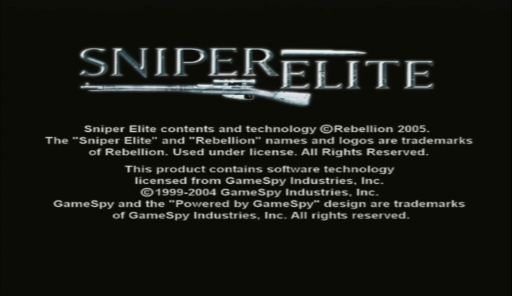 SNIPER ELITE
Sniper Elite contents and technology ©Rebellion 2005.
The "Sniper Elite" and "Rebellion" names and logos are trademarks
of Rebellion. Used under license. All Rights Reserved.
This product contains software technology
licensed from GameSpy Industries, Inc.
©1999-2004 GameSpy Industries, Inc.
GameSpy and the "Powered by GameSpy" design are trademarks
of GameSpy Industries, Inc. All rights reserved.